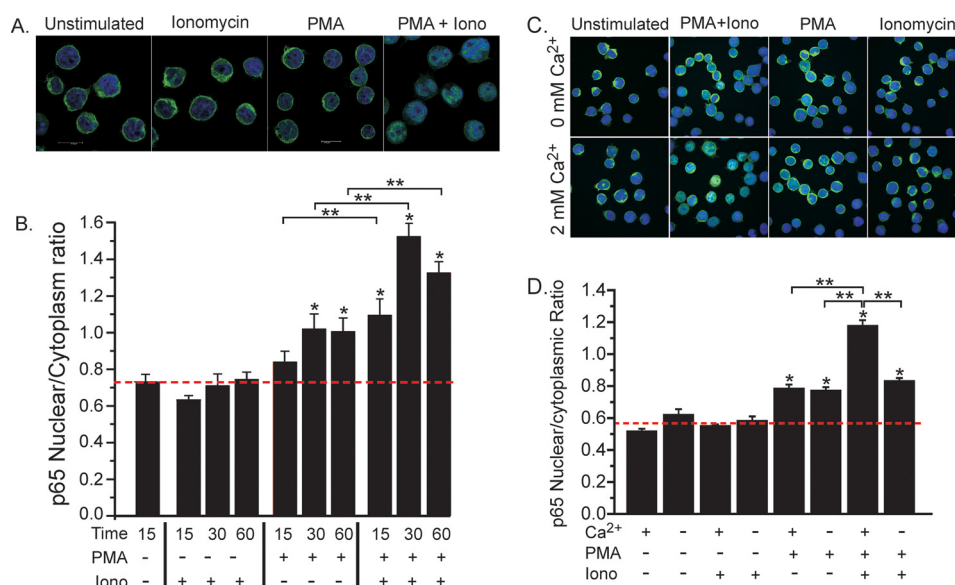 A.
Unstimulated Ionomycin PMA PMA + Iono
B.
p65 Nuclear/Cytoplasm ratio
1.6
1.4
1.2
1.0
0.8
0.6
0.4
0.2
0.0
** ** **
* * * * *
Time 15 15 30 60 15 30 60 15 30 60
PMA - - - - + + + + + +
Iono - + + + - - - + + +
C.
Unstimulated PMA+Iono PMA Ionomycin
0 mM Ca²⁺
2 mM Ca²⁺
D.
p65 Nuclear/cytoplasmic Ratio
1.4
1.2
1.0
0.8
0.6
0.4
0.2
0.0
**
** **
* * * *
Ca²⁺ + - + - + - + -
PMA - - - - + + + +
Iono - - + + - - + +